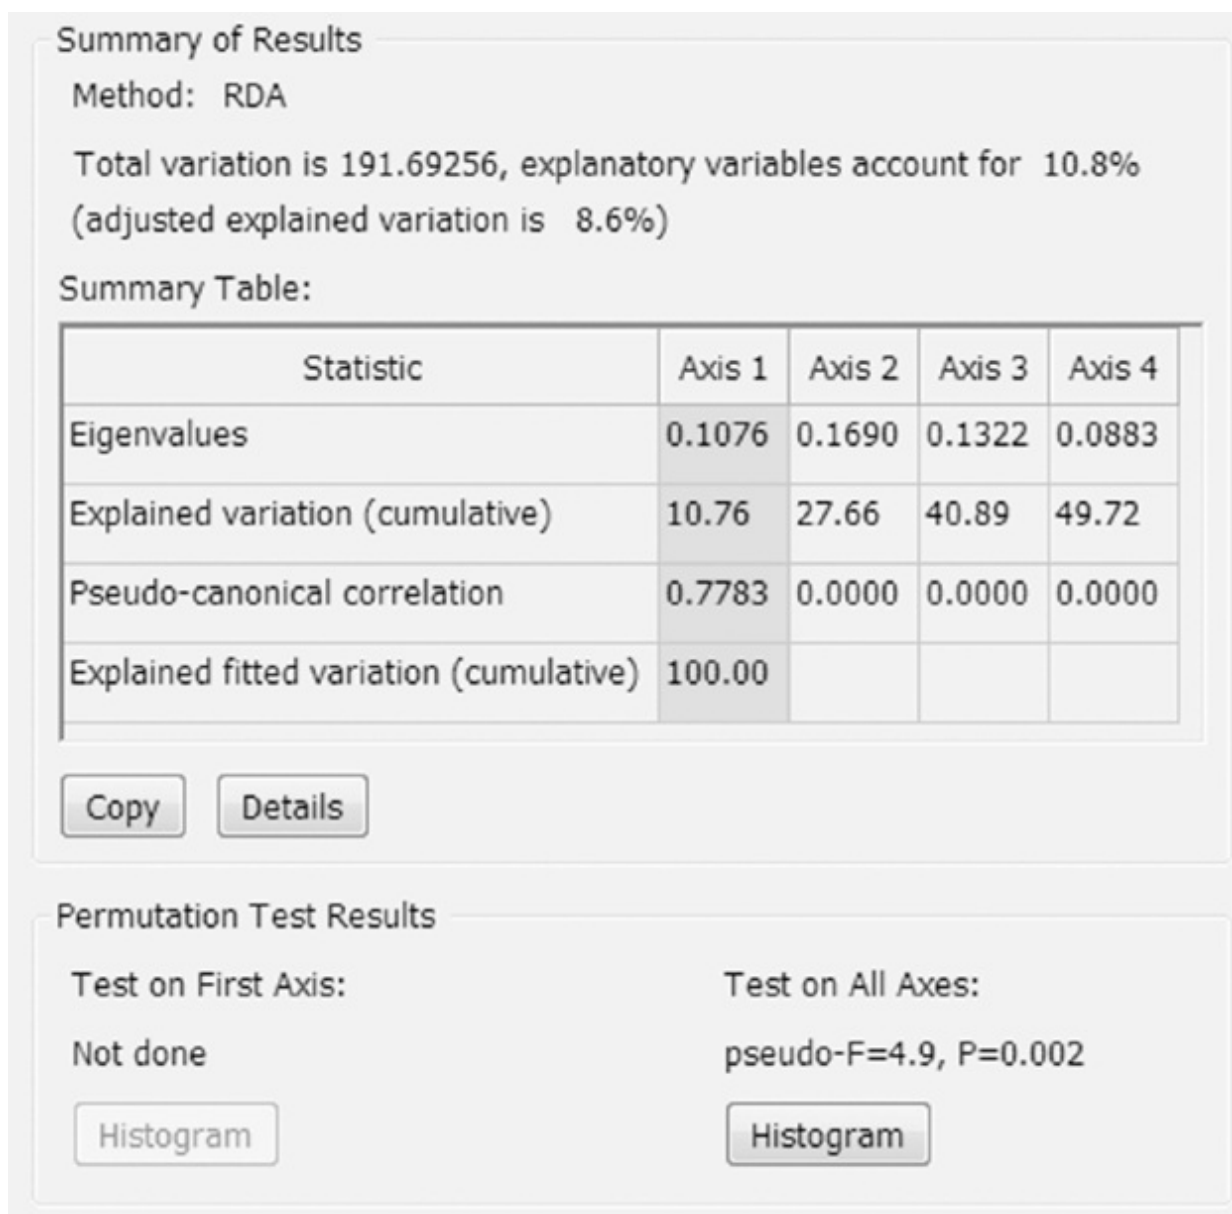 Summary of Results
Method: RDA
Total variation is 191.69256, explanatory variables account for 10.8%
(adjusted explained variation is 8.6%)
Summary Table:
Statistic Axis 1 Axis 2 Axis 3 Axis 4
Eigenvalues 0.1076 0.1690 0.1322 0.0883
Explained variation (cumulative) 10.76 27.66 40.89 49.72
Pseudo-canonical correlation 0.7783 0.0000 0.0000 0.0000
Explained fitted variation (cumulative) 100.00
Copy Details
Permutation Test Results
Test on First Axis: Test on All Axes:
Not done pseudo-F=4.9, P=0.002
Histogram Histogram